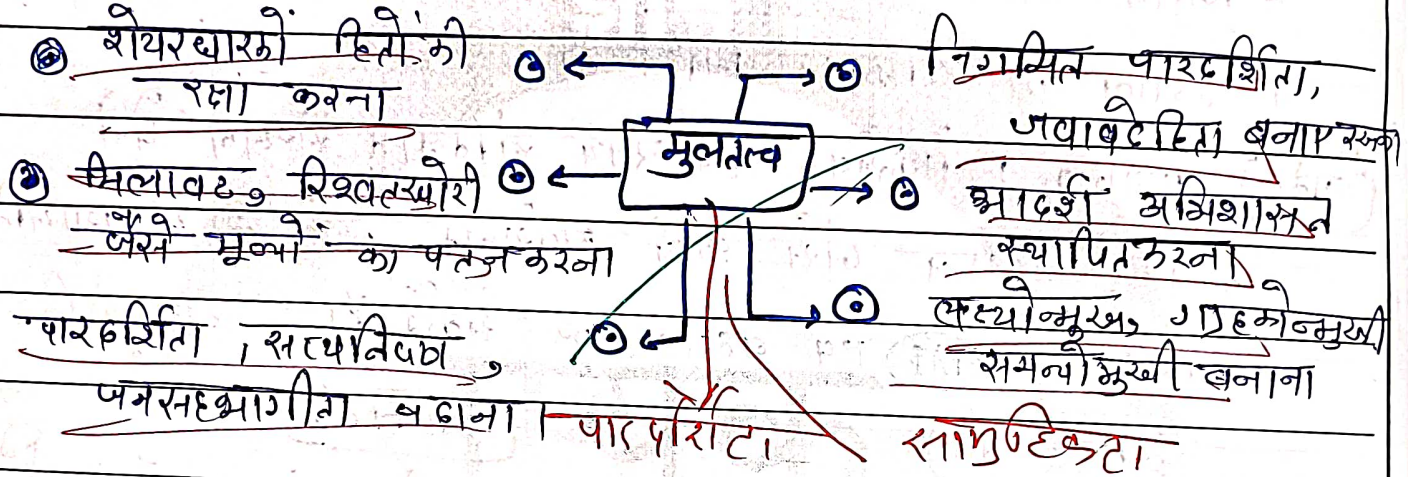 शेयरधारकों हितों की
रक्षा करना
निगमित पारदर्शिता,
जवाबदेहिता बनाए रखना
मुलतत्व
मिलावट, रिश्वतखोरी
जैसे मूल्यों का पतन करना
आदर्श अभिशासन
स्थापित करना
पारदर्शिता, सत्यनिष्ठा,
जनसहभागीता बढाना।
लक्ष्योन्मूख, ग्राहकोन्मुखी
बनाना
पारदर्शिता
सामुहिकता